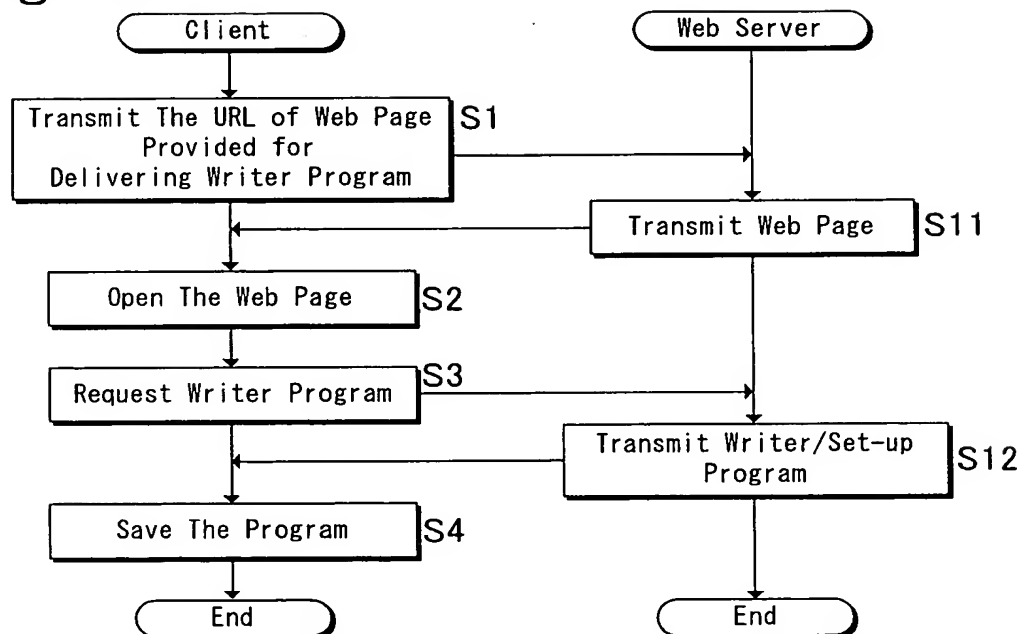 Client
Web Server
Transmit The URL of Web Page
Provided for
Delivering Writer Program
S1
Transmit Web Page
S11
Open The Web Page
S2
Request Writer Program
S3
Transmit Writer/Set-up
Program
S12
Save The Program
S4
End
End